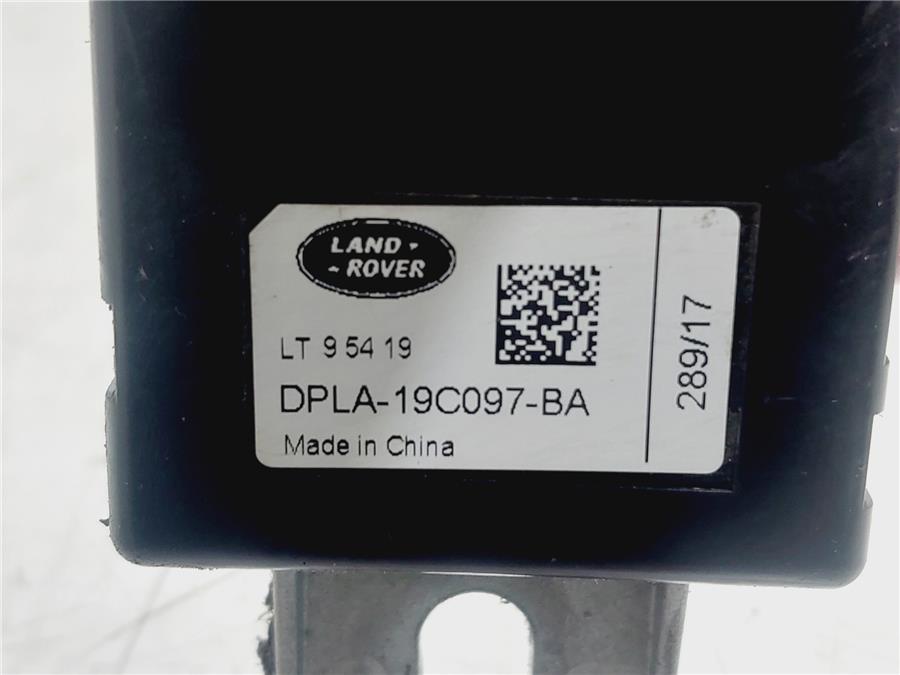 LAND
ROVER
LT 9 54 19
DPLA-19C097-BA
Made in China
289/17